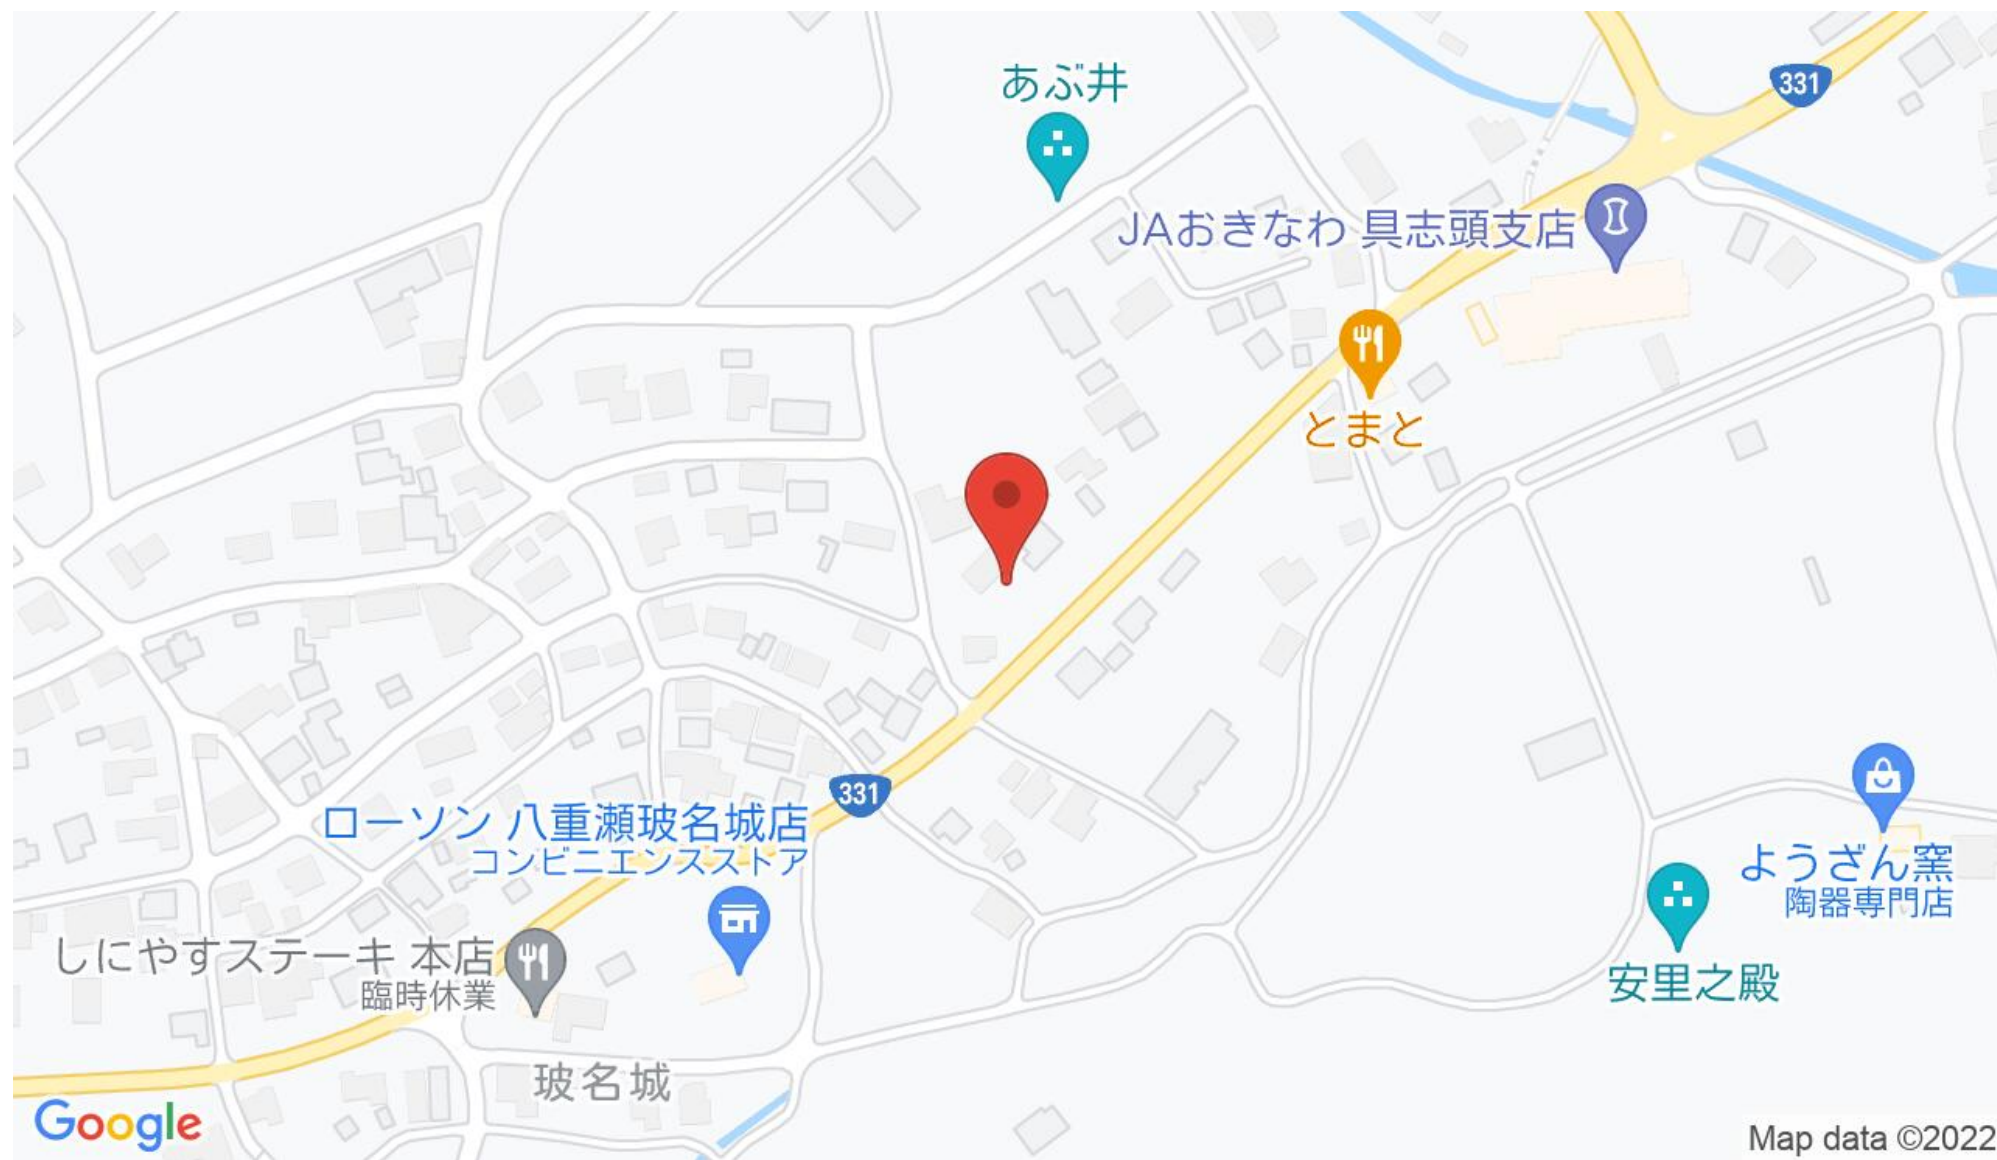 あぶ井
331
JAおきなわ 具志頭支店
とまと
331
ローソン 八重瀬玻名城店
コンビニエンスストア
ようざん窯
陶器専門店
しにやすステーキ 本店
臨時休業
安里之殿
玻名城
Google
Map data ©2022